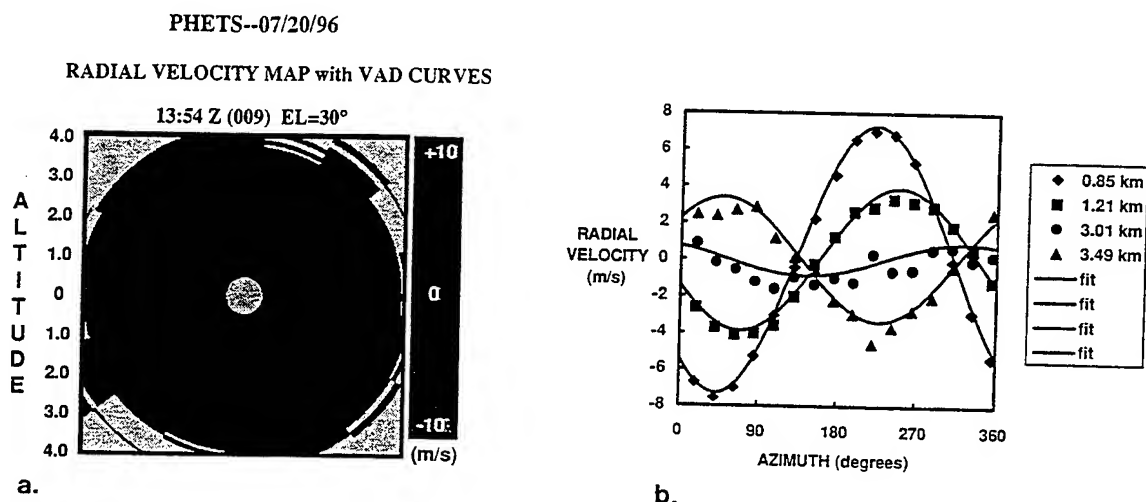 PHETS--07/20/96
RADIAL VELOCITY MAP with VAD CURVES
13:54 Z (009) EL=30°
ALTITUDE
4.0
3.0
2.0
1.0
0
1.0
2.0
3.0
4.0
+10
0
-10
(m/s)
a.
RADIAL
VELOCITY
(m/s)
8
6
4
2
0
-2
-4
-6
-8
0 90 180 270 360
AZIMUTH (degrees)
0.85 km
1.21 km
3.01 km
3.49 km
fit
fit
fit
fit
b.